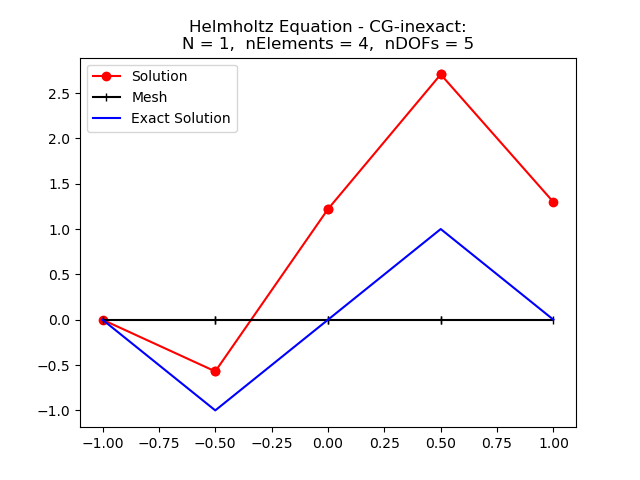 Helmholtz Equation - CG-inexact:
N = 1,  nElements = 4,  nDOFs = 5
Solution
Mesh
Exact Solution
2.5
2.0
1.5
1.0
0.5
0.0
−0.5
−1.0
−1.00 −0.75 −0.50 −0.25 0.00 0.25 0.50 0.75 1.00